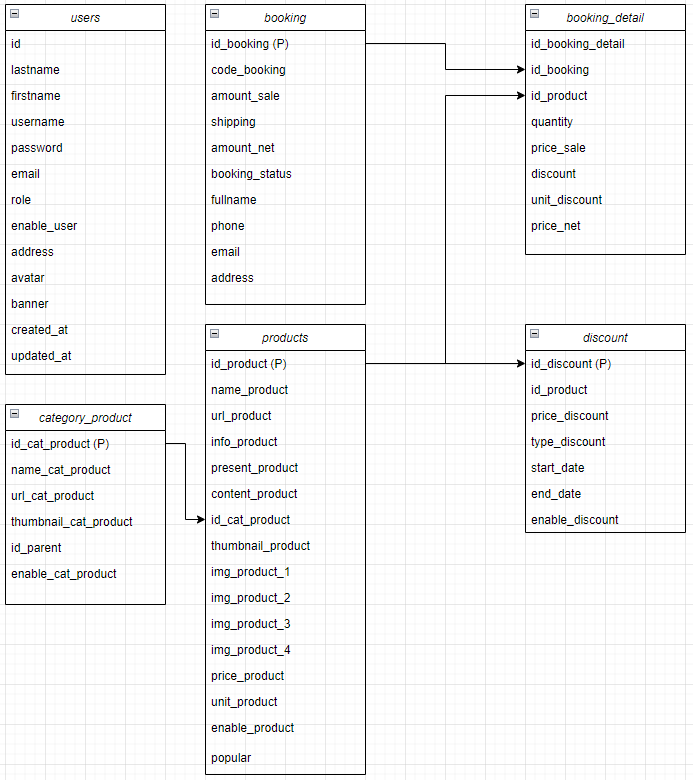 users
id
lastname
firstname
username
password
email
role
enable_user
address
avatar
banner
created_at
updated_at
booking
id_booking (P)
code_booking
amount_sale
shipping
amount_net
booking_status
fullname
phone
email
address
booking_detail
id_booking_detail
id_booking
id_product
quantity
price_sale
discount
unit_discount
price_net
category_product
id_cat_product (P)
name_cat_product
url_cat_product
thumbnail_cat_product
id_parent
enable_cat_product
products
id_product (P)
name_product
url_product
info_product
present_product
content_product
id_cat_product
thumbnail_product
img_product_1
img_product_2
img_product_3
img_product_4
price_product
unit_product
enable_product
popular
discount
id_discount (P)
id_product
price_discount
type_discount
start_date
end_date
enable_discount